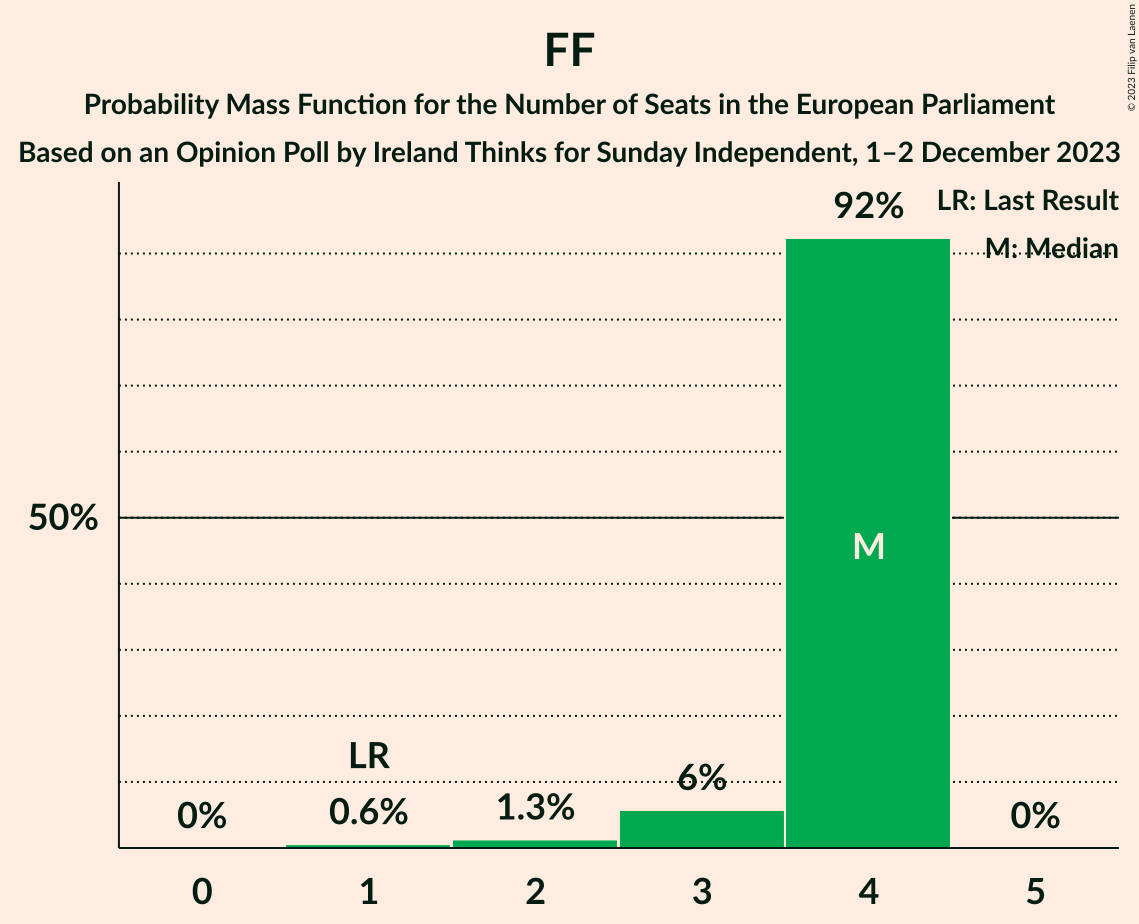 FF
Probability Mass Function for the Number of Seats in the European Parliament
Based on an Opinion Poll by Ireland Thinks for Sunday Independent, 1–2 December 2023
© 2023 Filip van Laenen
LR: Last Result
M: Median
92%
50%
M
LR
0%
0.6%
1.3%
6%
0%
0 1 2 3 4 5